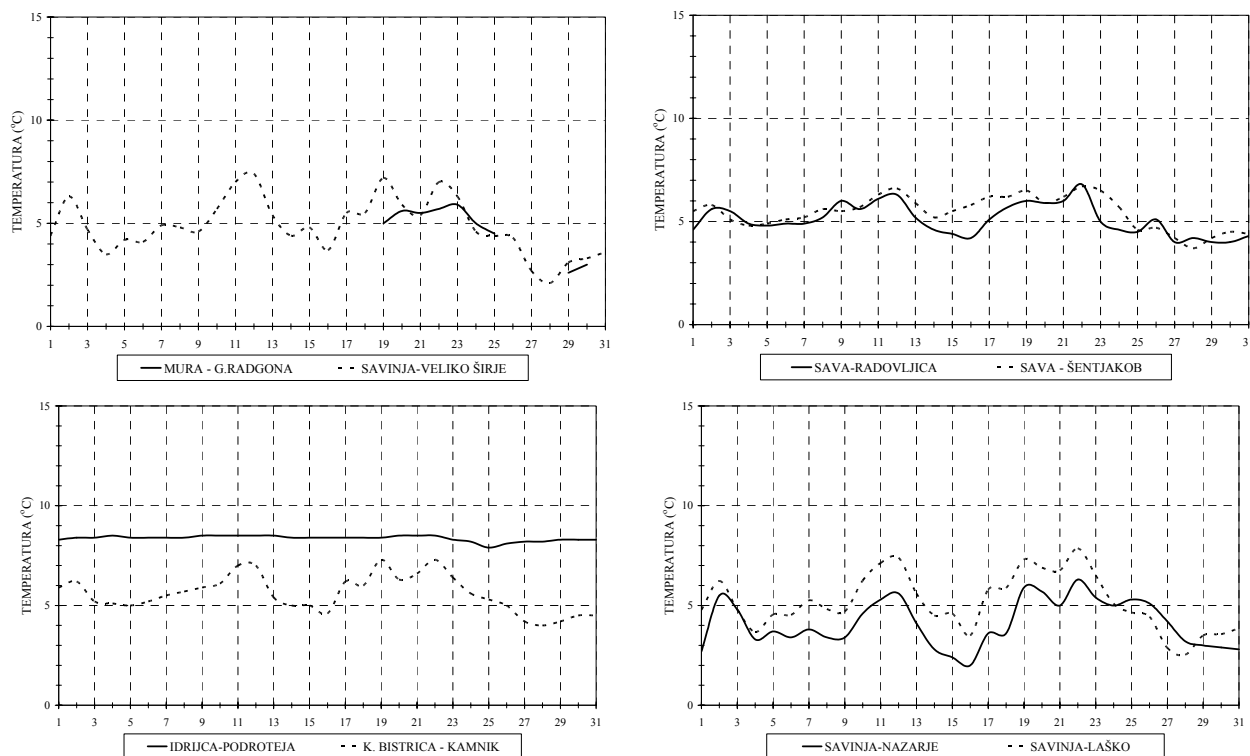 15
10
5
0
TEMPERATURA (°C)
1 3 5 7 9 11 13 15 17 19 21 23 25 27 29 31
MURA - G.RADGONA SAVINJA-VELIKO ŠIRJE
15
10
5
0
TEMPERATURA (°C)
1 3 5 7 9 11 13 15 17 19 21 23 25 27 29 3
SAVA-RADOVLJICA SAVA - ŠENTJAKOB
15
10
5
0
TEMPERATURA (°C)
1 3 5 7 9 11 13 15 17 19 21 23 25 27 29 31
IDRIJCA-PODROTEJA K. BISTRICA - KAMNIK
15
10
5
0
TEMPERATURA (°C)
1 3 5 7 9 11 13 15 17 19 21 23 25 27 29 31
SAVINJA-NAZARJE SAVINJA-LAŠKO